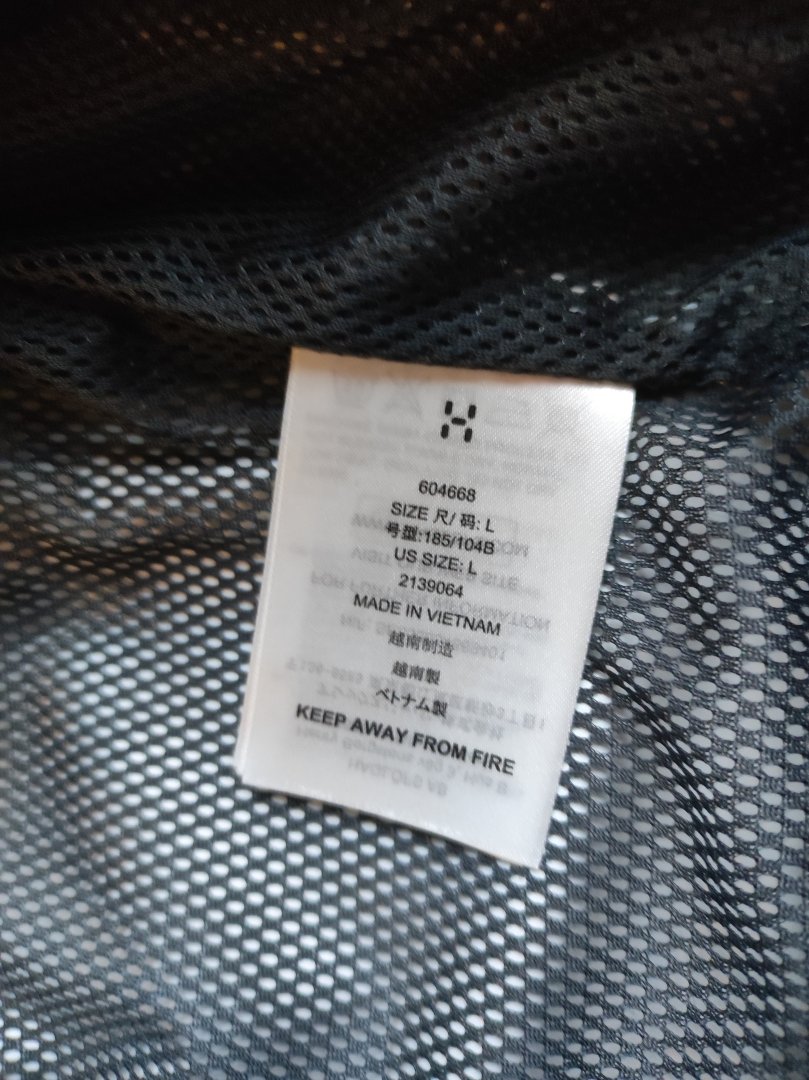 604668
SIZE 尺/ 码: L
号型:185/104B
US SIZE: L
2139064
MADE IN VIETNAM
越南制造
越南製
ベトナム製
KEEP AWAY FROM FIRE